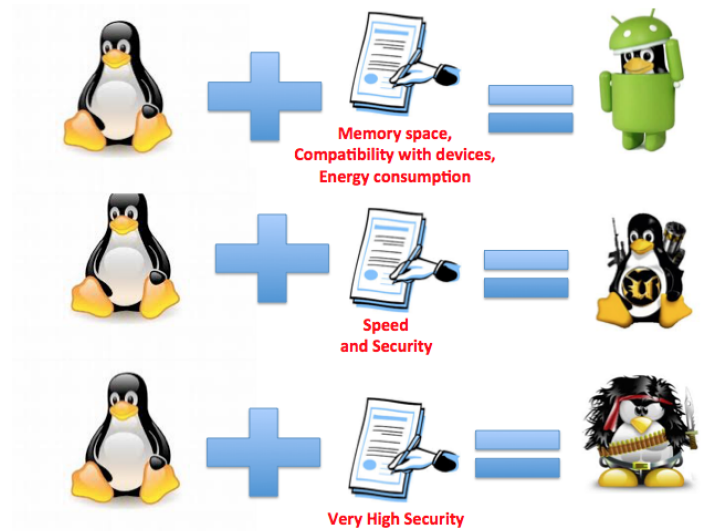 Memory space,
Compatibility with devices,
Energy consumption
Speed
and Security
Very High Security